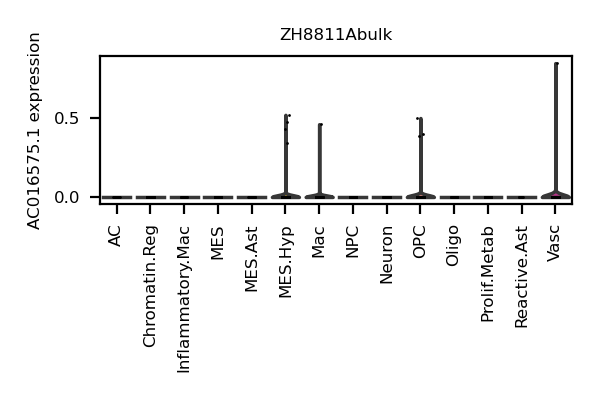 ZH8811Abulk
AC016575.1 expression
0.5
0.0
AC
Chromatin.Reg
Inflammatory.Mac
MES
MES.Ast
MES.Hyp
Mac
NPC
Neuron
OPC
Oligo
Prolif.Metab
Reactive.Ast
Vasc